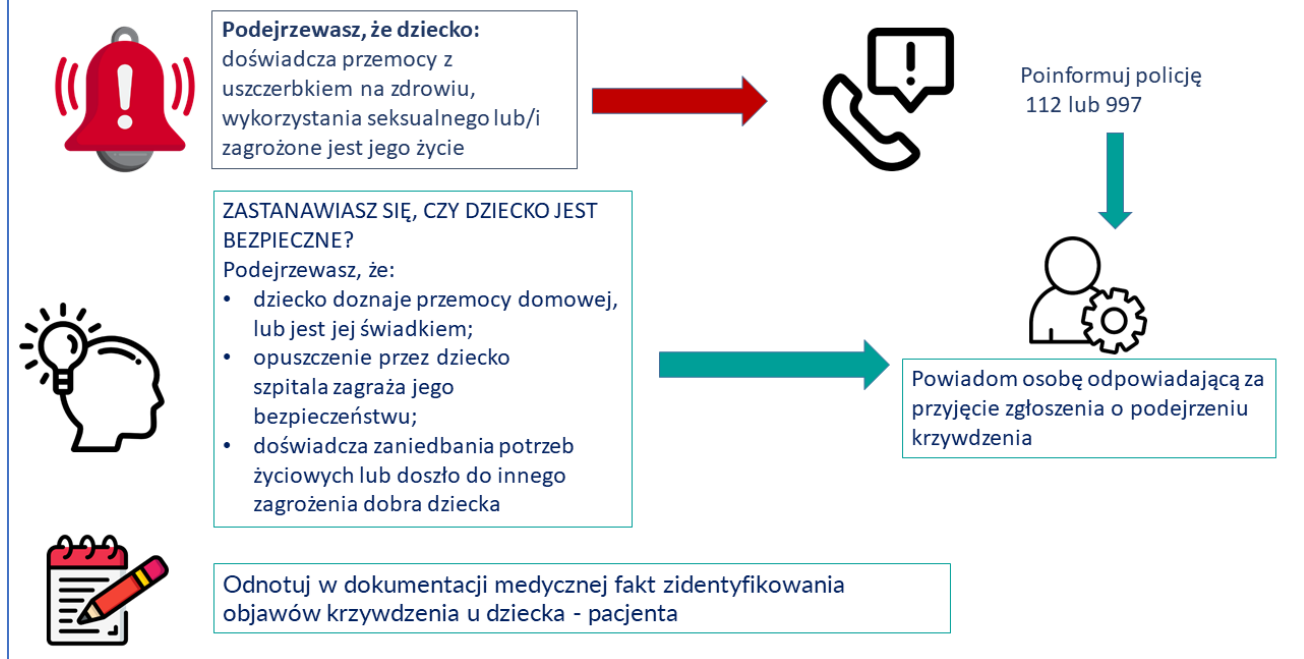 Podejrzewasz, że dziecko:
doświadcza przemocy z
uszczerbkiem na zdrowiu,
wykorzystania seksualnego lub/i
zagrożone jest jego życie
Poinformuj policję
112 lub 997
ZASTANAWIASZ SIĘ, CZY DZIECKO JEST
BEZPIECZNE?
Podejrzewasz, że:
• dziecko doznaje przemocy domowej,
lub jest jej świadkiem;
• opuszczenie przez dziecko
szpitala zagraża jego
bezpieczeństwu;
• doświadcza zaniedbania potrzeb
życiowych lub doszło do innego
zagrożenia dobra dziecka
Powiadom osobę odpowiadającą za
przyjęcie zgłoszenia o podejrzeniu
krzywdzenia
Odnotuj w dokumentacji medycznej fakt zidentyfikowania
objawów krzywdzenia u dziecka - pacjenta